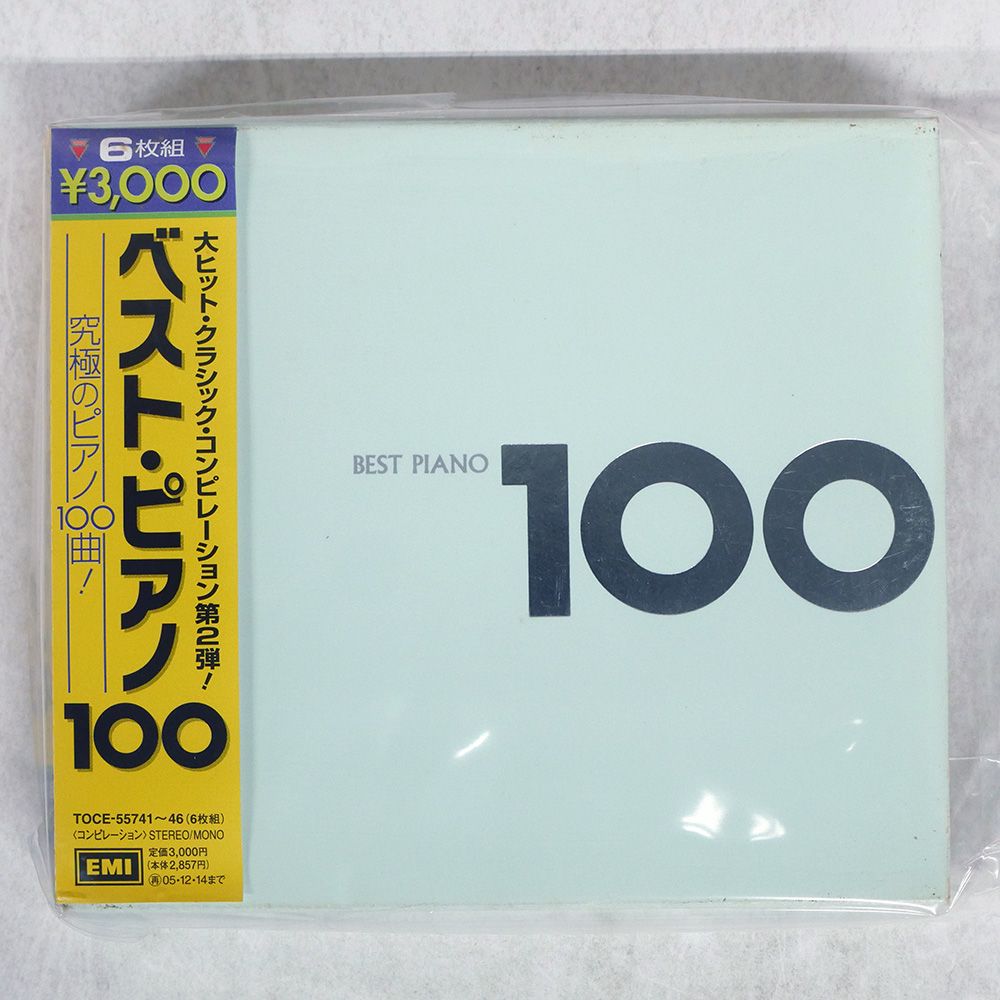 6枚組
¥3,000
大ヒット・クラシック・コンピレーション第2弾!
ベスト・ピアノ
100
究極のピアノ100曲!
TOCE-55741〜46(6枚組)
〈コンピレーション〉STEREO/MONO
EMI
定価3,000円
(本体2,857円)
再05・12・14まで
BEST PIANO 100